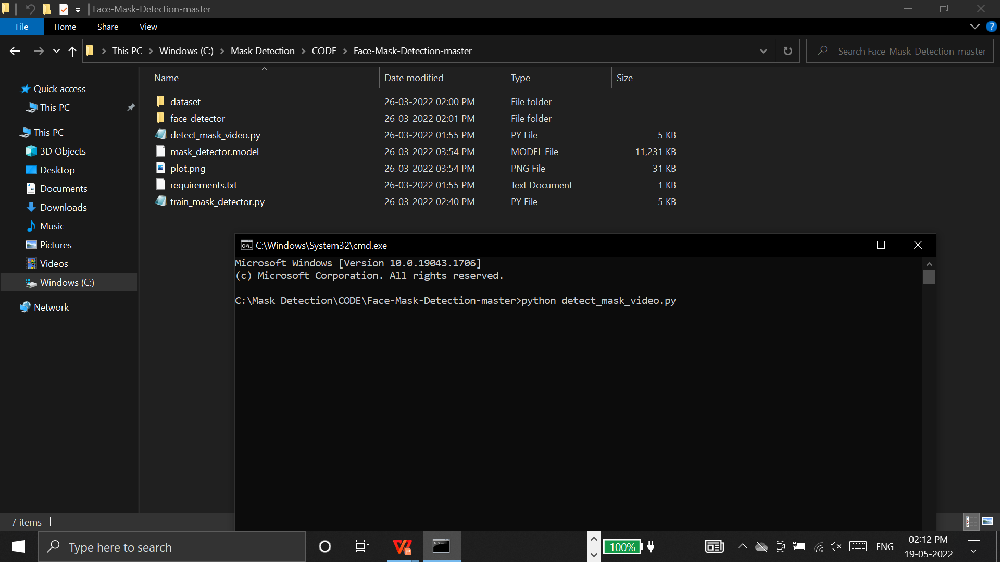 Face-Mask-Detection-master
File Home Share View
This PC Windows (C:) Mask Detection CODE Face-Mask-Detection-master Search Face-Mask-Detection-master
Name Date modified Type Size
Quick access
This PC
This PC
3D Objects
Desktop
Documents
Downloads
Music
Pictures
Videos
Windows (C:)
Network
dataset 26-03-2022 02:00 PM File folder
face_detector 26-03-2022 02:01 PM File folder
detect_mask_video.py 26-03-2022 01:55 PM PY File 5 KB
mask_detector.model 26-03-2022 03:54 PM MODEL File 11,231 KB
plot.png 26-03-2022 03:54 PM PNG File 31 KB
requirements.txt 26-03-2022 01:55 PM Text Document 1 KB
train_mask_detector.py 26-03-2022 02:40 PM PY File 5 KB
C:\Windows\System32\cmd.exe
Microsoft Windows [Version 10.0.19043.1706]
(c) Microsoft Corporation. All rights reserved.
C:\Mask Detection\CODE\Face-Mask-Detection-master>python detect_mask_video.py
7 items
Type here to search 100% ENG
02:12 PM
19-05-2022